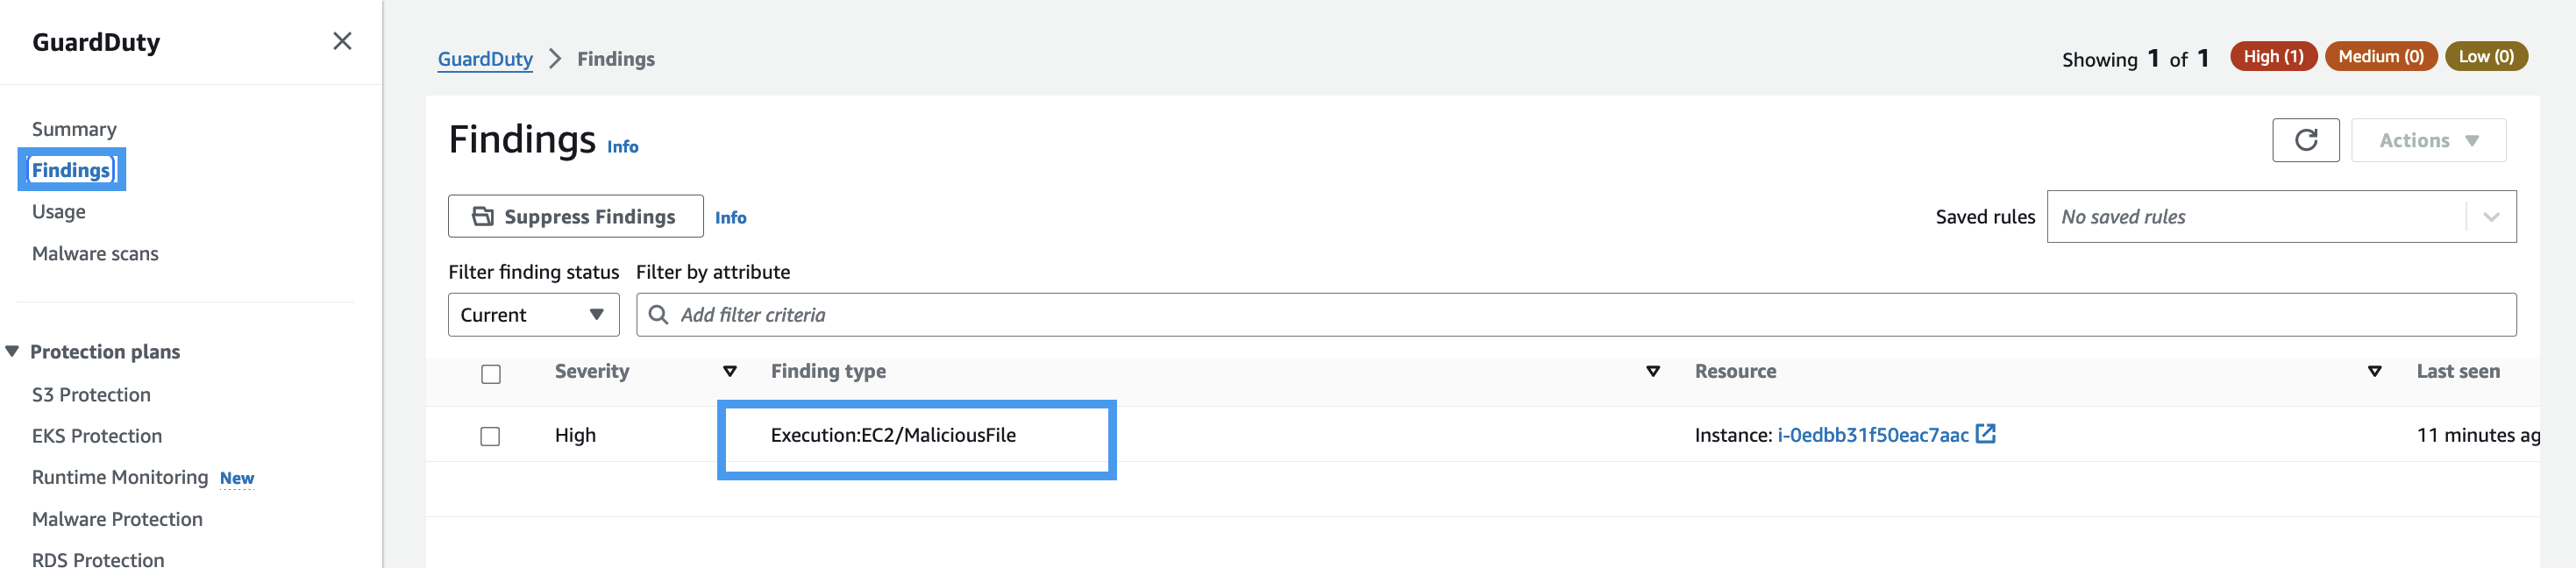 GuardDuty
Summary
Findings
Usage
Malware scans
Protection plans
S3 Protection
EKS Protection
Runtime Monitoring New
Malware Protection
RDS Protection
GuardDuty Findings
Showing 1 of 1 High (1) Medium (0) Low (0)
Findings Info
Actions
Suppress Findings Info
Saved rules No saved rules
Filter finding status Filter by attribute
Current Add filter criteria
Severity Finding type Resource Last seen
High Execution:EC2/MaliciousFile Instance: i-0edbb31f50eac7aac 11 minutes ag